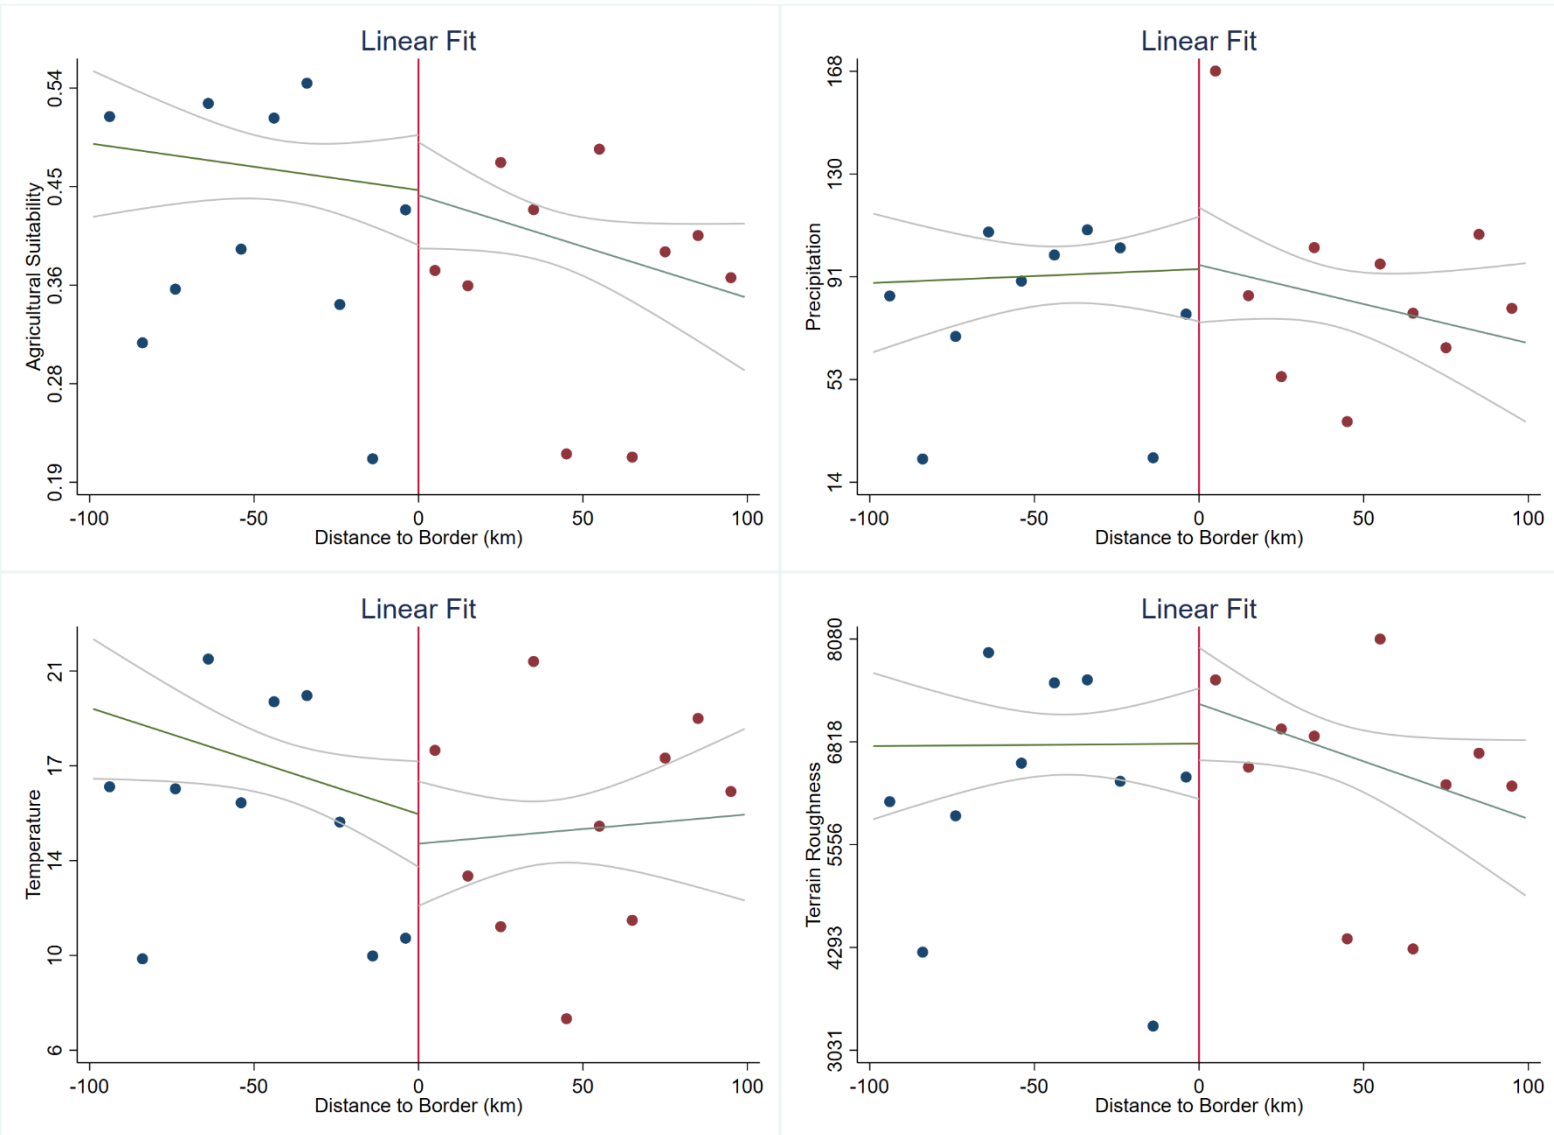 Linear Fit
Agricultural Suitability
0.54
0.45
0.36
0.28
0.19
-100 -50 0 50 100
Distance to Border (km)
Linear Fit
Precipitation
168
130
91
53
14
-100 -50 0 50 100
Distance to Border (km)
Linear Fit
Temperature
21
17
14
10
6
-100 -50 0 50 100
Distance to Border (km)
Linear Fit
Terrain Roughness
8080
6818
5556
4293
3031
-100 -50 0 50 100
Distance to Border (km)